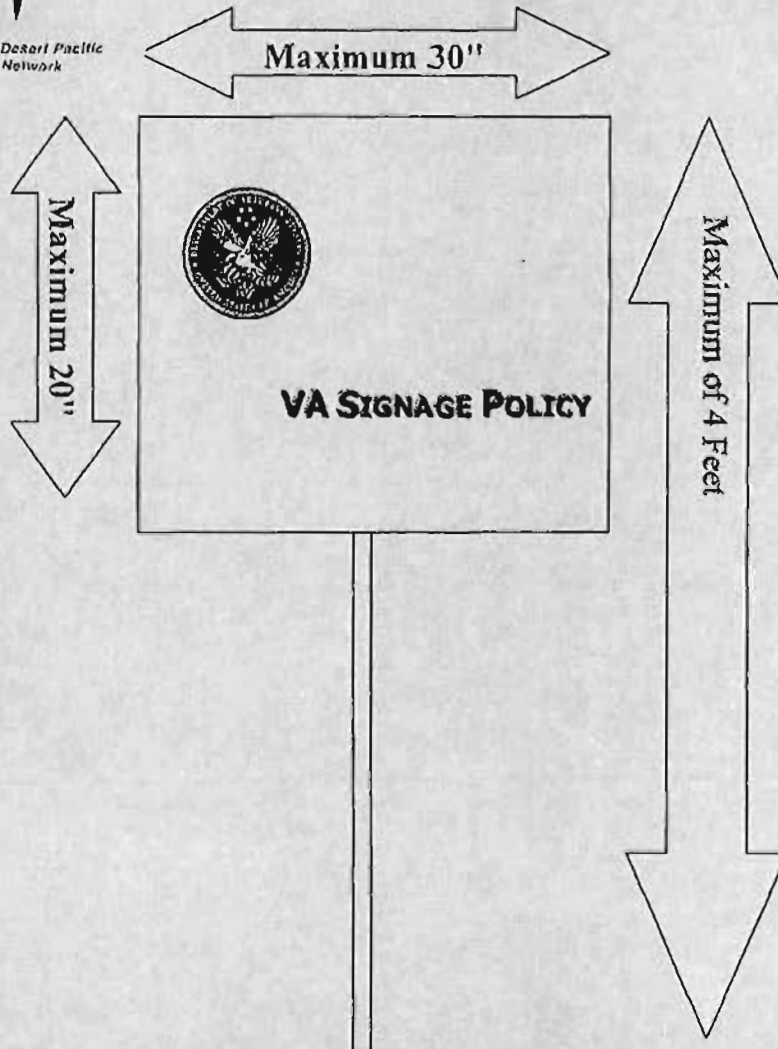 Desert Pacific
Network
Maximum 30"
Maximum 20"
VA SIGNAGE POLICY
Maximum of 4 Feet